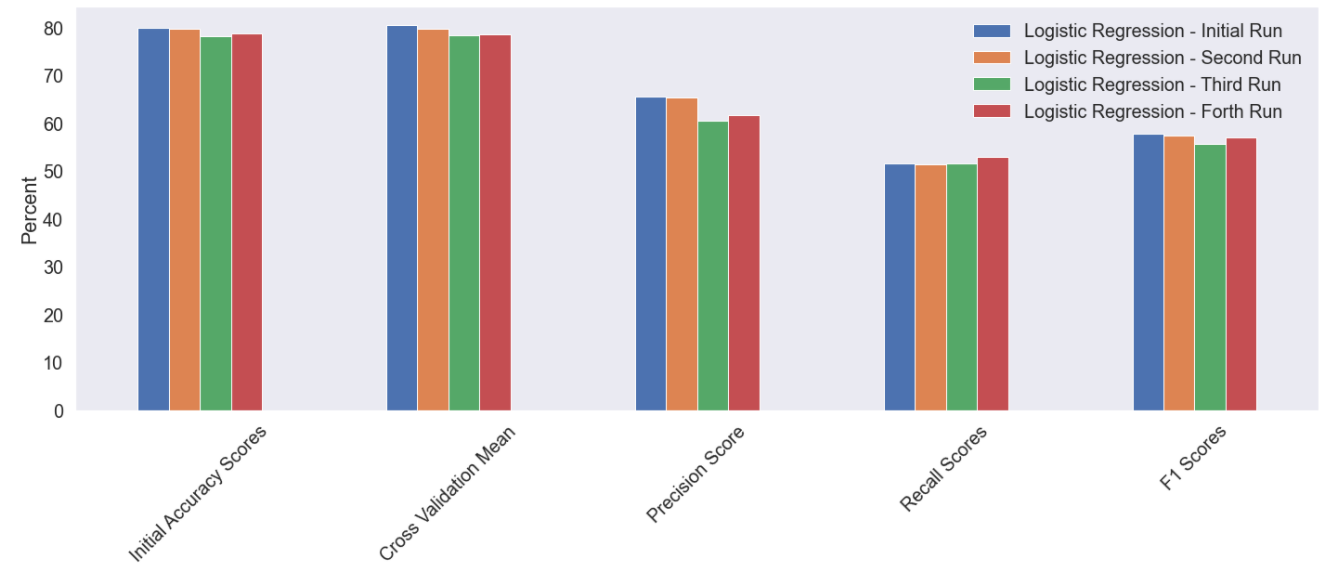 Logistic Regression - Initial Run
Logistic Regression - Second Run
Logistic Regression - Third Run
Logistic Regression - Forth Run
Percent
80
70
60
50
40
30
20
10
0
Initial Accuracy Scores
Cross Validation Mean
Precision Score
Recall Scores
F1 Scores